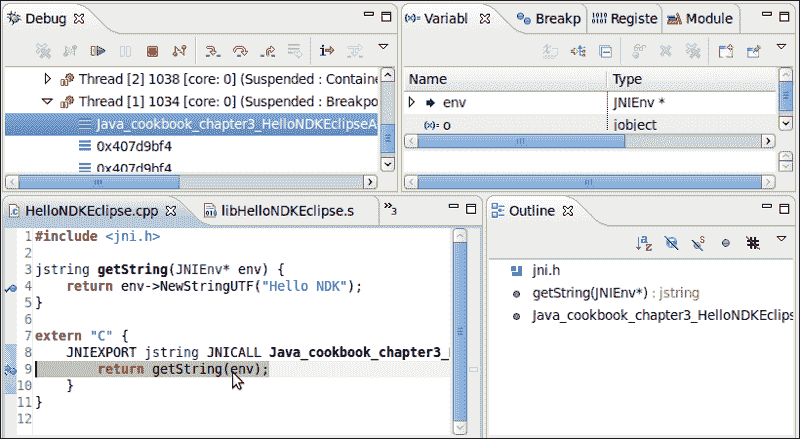 Debug
Thread [2] 1038 [core: 0] (Suspended : Containe
Thread [1] 1034 [core: 0] (Suspended : Breakpo
Java_cookbook_chapter3_HelloNDKEclipseA
0x407d9bf4
0x407d9bf4
(x)= Variabl Breakp Registe Module
Name Type
env JNIEnv *
(x)= o jobject
HelloNDKEclipse.cpp libHelloNDKEclipse.s »3
1 #include <jni.h>
2
3 jstring getString(JNIEnv* env) {
4 return env->NewStringUTF("Hello NDK");
5 }
6
7 extern "C" {
8 JNIEXPORT jstring JNICALL Java_cookbook_chapter3_
9 return getString(env);
10 }
11 }
12
Outline
jni.h
getString(JNIEnv*) : jstring
Java_cookbook_chapter3_HelloNDKEclips